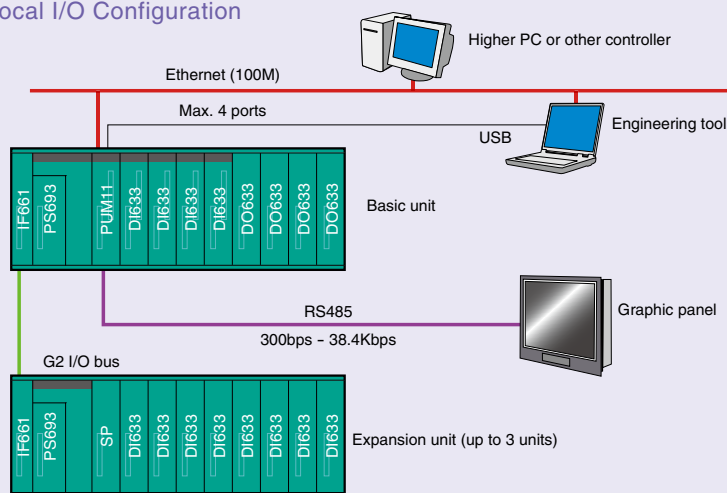 ocal I/O Configuration
Higher PC or other controller
Ethernet (100M)
Max. 4 ports
USB
Engineering tool
IF661
PS693
PUM11
DI633
DI633
DI633
DI633
DO633
DO633
DO633
DO633
Basic unit
RS485
300bps - 38.4Kbps
Graphic panel
G2 I/O bus
IF661
PS693
SP
DI633
DI633
DI633
DI633
DI633
DI633
DI633
DI633
Expansion unit (up to 3 units)